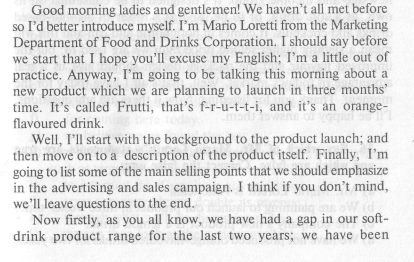 Good morning ladies and gentlemen! We haven't all met before
so I'd better introduce myself. I'm Mario Loretti from the Marketing
Department of Food and Drinks Corporation. I should say before
we start that I hope you'll excuse my English; I'm a little out of
practice. Anyway, I'm going to be talking this morning about a
new product which we are planning to launch in three months'
time. It's called Frutti, that's f-r-u-t-t-i, and it's an orange-
flavoured drink.
Well, I'll start with the background to the product launch; and
then move on to a description of the product itself. Finally, I'm
going to list some of the main selling points that we should emphasize
in the advertising and sales campaign. I think if you don't mind,
we'll leave questions to the end.
Now firstly, as you all know, we have had a gap in our soft-
drink product range for the last two years; we have been